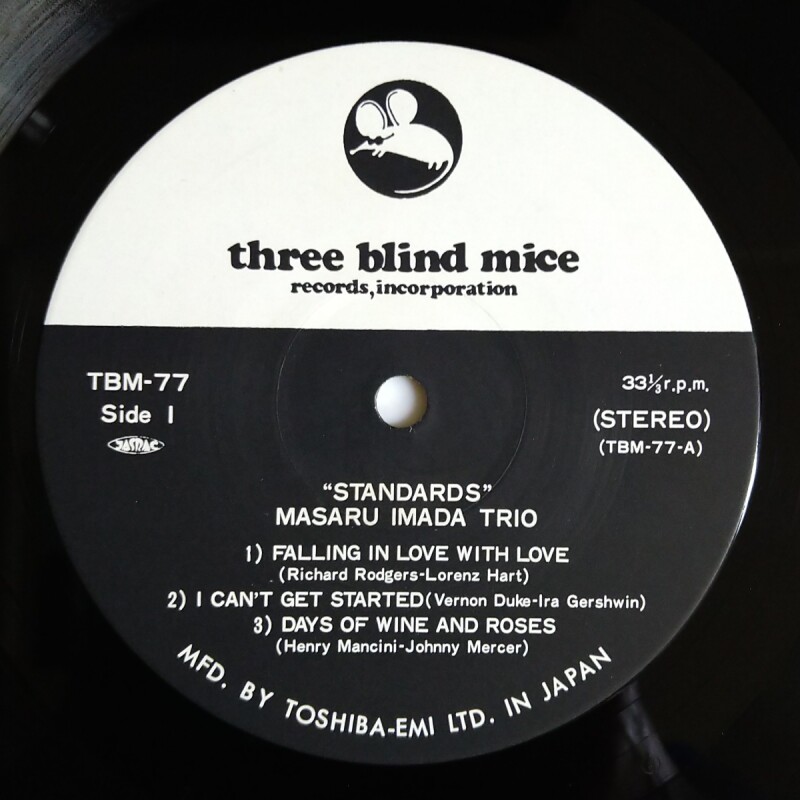 three blind mice
records, incorporation
TBM-77
Side 1
JASRAC
33⅓ r.p.m.
(STEREO)
(TBM-77-A)
“STANDARDS”
MASARU IMADA TRIO
1) FALLING IN LOVE WITH LOVE
(Richard Rodgers-Lorenz Hart)
2) I CAN'T GET STARTED (Vernon Duke-Ira Gershwin)
3) DAYS OF WINE AND ROSES
(Henry Mancini-Johnny Mercer)
MFD. BY TOSHIBA-EMI LTD. IN JAPAN